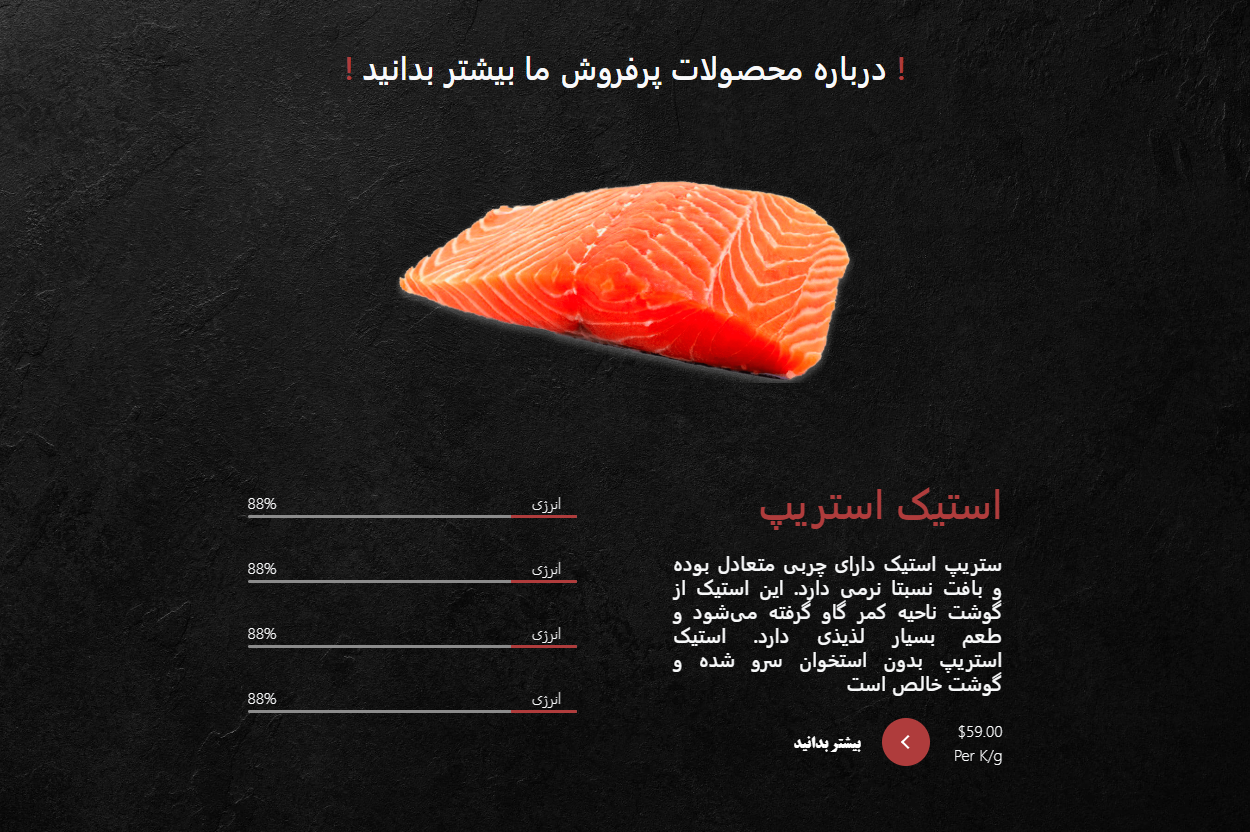 ! درباره محصولات پرفروش ما بیشتر بدانید !
استیک استریپ
ستریپ استیک دارای چربی متعادل بوده
و بافت نسبتا نرمی دارد. این استیک از
گوشت ناحیه کمر گاو گرفته می‌شود و
طعم بسیار لذیذی دارد. استیک
استریپ بدون استخوان سرو شده و
گوشت خالص است
$59.00
Per K/g
بیشتر بدانید
انرژی 88%
انرژی 88%
انرژی 88%
انرژی 88%